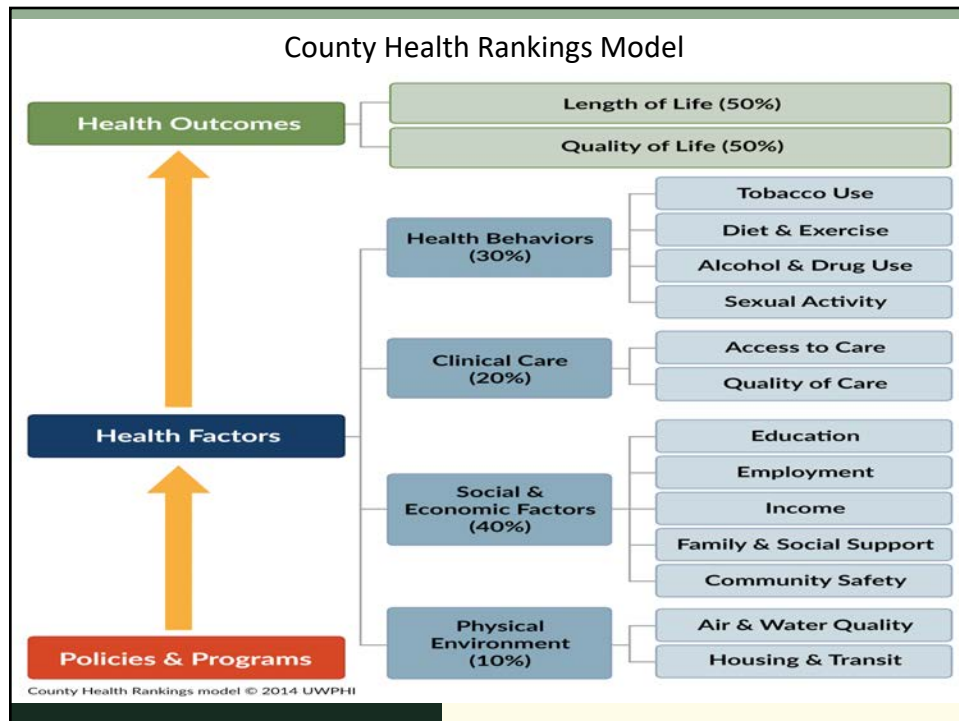 County Health Rankings Model
Health Outcomes
Length of Life (50%)
Quality of Life (50%)
Health Behaviors
(30%)
Tobacco Use
Diet & Exercise
Alcohol & Drug Use
Sexual Activity
Clinical Care
(20%)
Access to Care
Quality of Care
Health Factors
Social &
Economic Factors
(40%)
Education
Employment
Income
Family & Social Support
Community Safety
Physical
Environment
(10%)
Air & Water Quality
Housing & Transit
Policies & Programs
County Health Rankings model © 2014 UWPHI